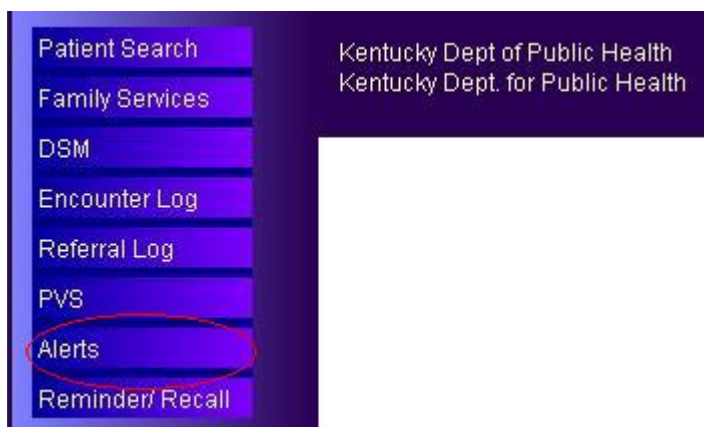 Patient Search
Family Services
DSM
Encounter Log
Referral Log
PVS
Alerts
Reminder/ Recall
Kentucky Dept of Public Health
Kentucky Dept. for Public Health